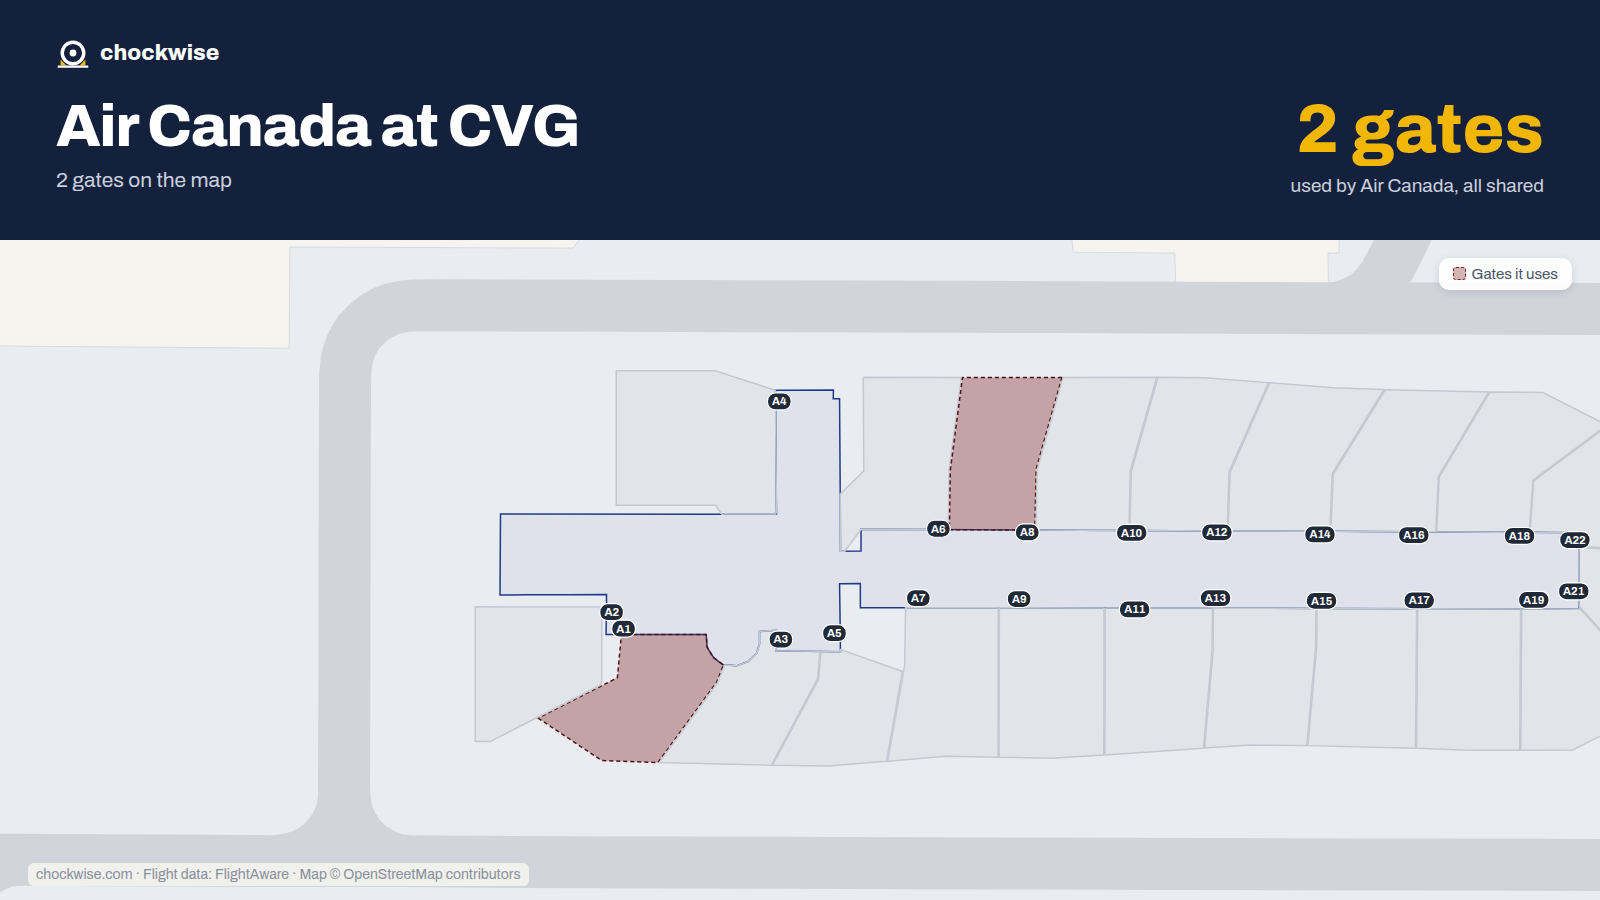 chockwise
Air Canada at CVG
2 gates on the map
2 gates
used by Air Canada, all shared
Gates it uses
A4
A6
A8
A10
A12
A14
A16
A18
A22
A21
A7
A9
A11
A13
A15
A17
A19
A2
A1
A3
A5
chockwise.com · Flight data: FlightAware · Map © OpenStreetMap contributors